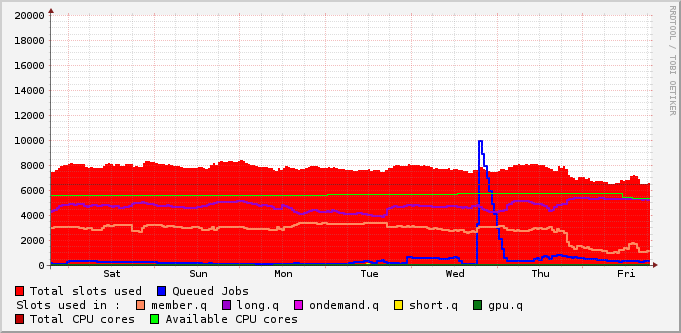 RRDTOOL / TOBI OETIKER
20000
18000
16000
14000
12000
10000
8000
6000
4000
2000
0
Sat Sun Mon Tue Wed Thu Fri
Total slots used Queued Jobs
Slots used in : member.q long.q ondemand.q short.q gpu.q
Total CPU cores Available CPU cores